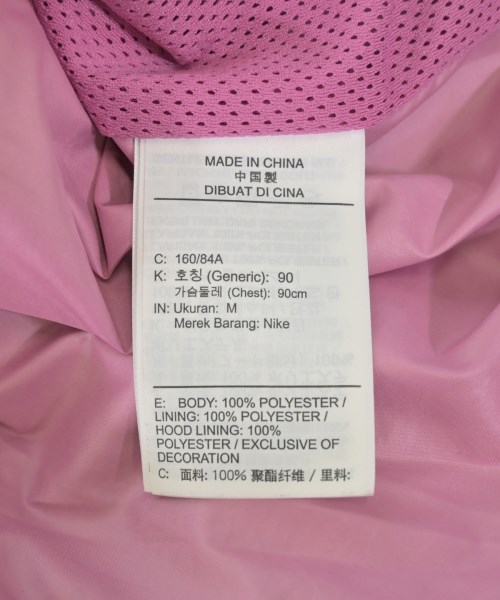 MADE IN CHINA
中国製
DIBUAT DI CINA
C: 160/84A
K: 호칭 (Generic): 90
가슴둘레 (Chest): 90cm
IN: Ukuran: M
Merek Barang: Nike
E: BODY: 100% POLYESTER /
LINING: 100% POLYESTER /
HOOD LINING: 100%
POLYESTER / EXCLUSIVE OF
DECORATION
C: 面料: 100% 聚酯纤维 / 里料: